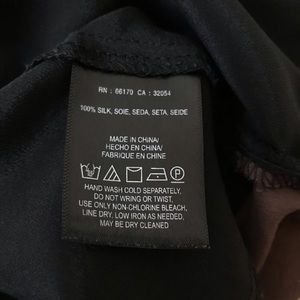 RN : 66170 CA : 32054
100% SILK, SOIE, SEDA, SETA, SEIDE
MADE IN CHINA/
HECHO EN CHINA/
FABRIQUE EN CHINE
HAND WASH COLD SEPARATELY.
DO NOT WRING OR TWIST.
USE ONLY NON-CHLORINE BLEACH,
LINE DRY. LOW IRON AS NEEDED,
MAY BE DRY CLEANED